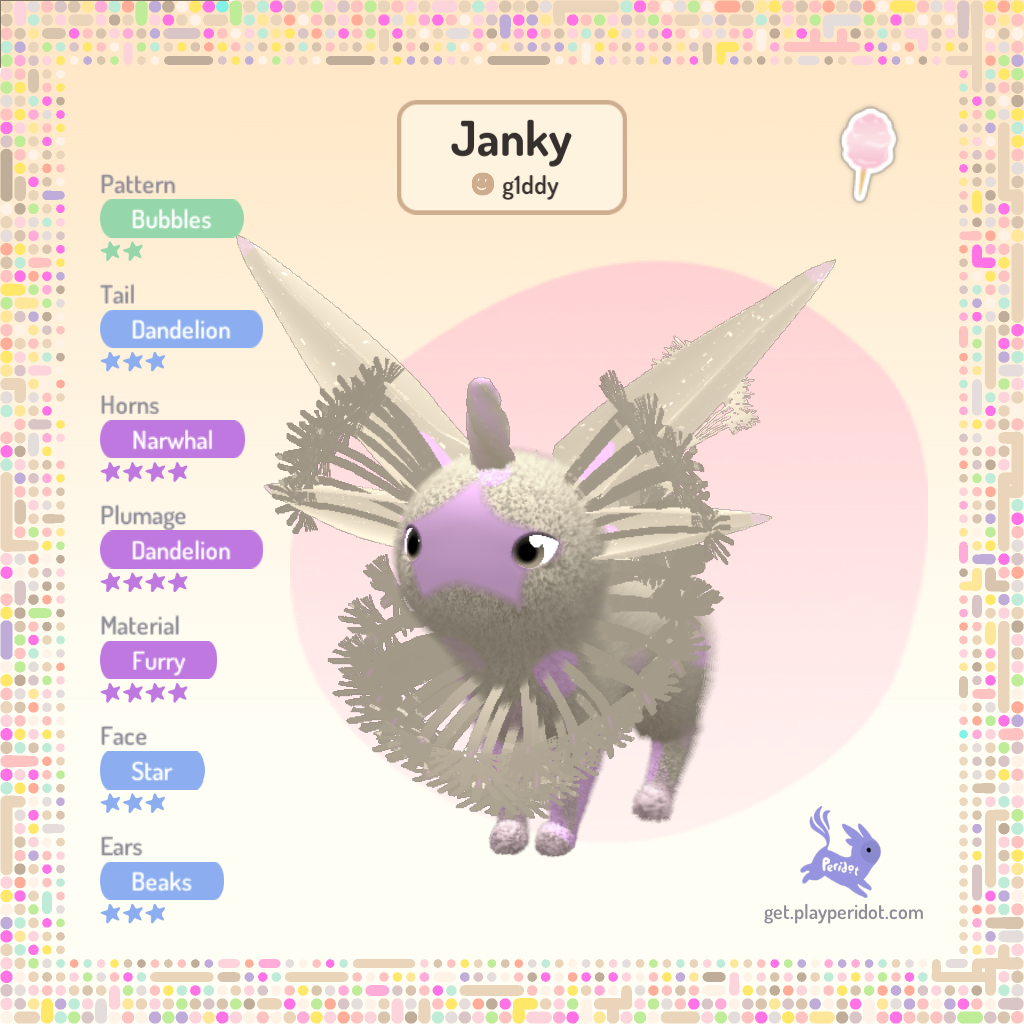 Janky
g1ddy
Pattern
Bubbles
Tail
Dandelion
Horns
Narwhal
Plumage
Dandelion
Material
Furry
Face
Star
Ears
Beaks
Peridot
get.playperidot.com